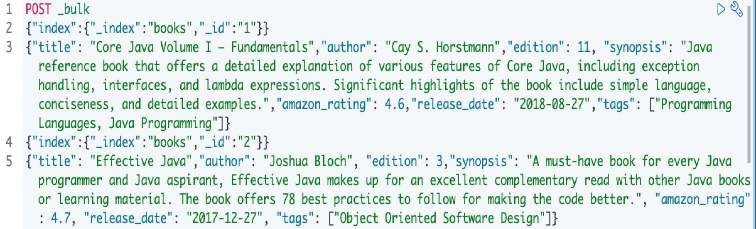 1 POST _bulk
2 {"index":{"_index":"books","_id":"1"}}
3 {"title": "Core Java Volume I – Fundamentals","author": "Cay S. Horstmann","edition": 11, "synopsis": "Java
reference book that offers a detailed explanation of various features of Core Java, including exception
handling, interfaces, and lambda expressions. Significant highlights of the book include simple language,
conciseness, and detailed examples.","amazon_rating": 4.6,"release_date": "2018-08-27","tags": ["Programming
Languages, Java Programming"]}
4 {"index":{"_index":"books","_id":"2"}}
5 {"title": "Effective Java","author": "Joshua Bloch", "edition": 3,"synopsis": "A must-have book for every Java
programmer and Java aspirant, Effective Java makes up for an excellent complementary read with other Java books
or learning material. The book offers 78 best practices to follow for making the code better.", "amazon_rating"
: 4.7, "release_date": "2017-12-27", "tags": ["Object Oriented Software Design"]}